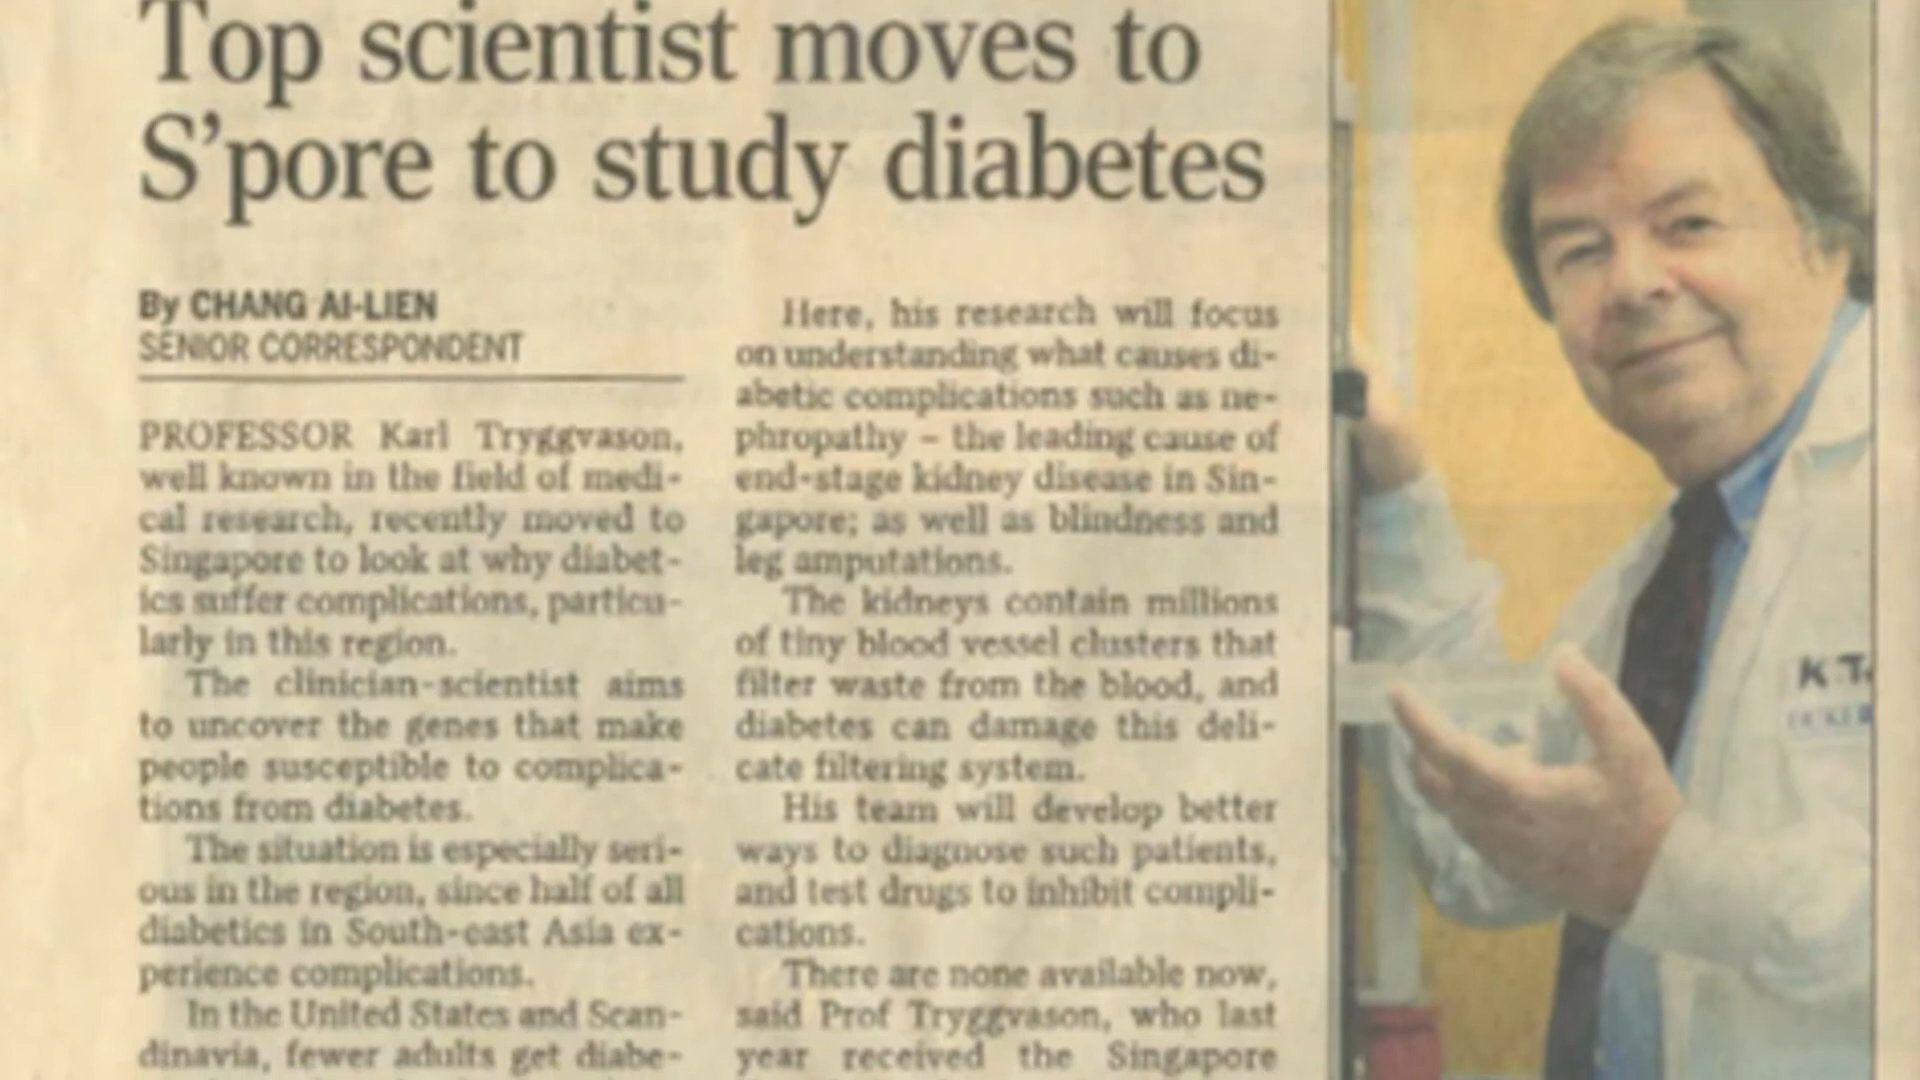 Top scientist moves to
S'pore to study diabetes
By CHANG AI-LIEN
SENIOR CORRESPONDENT
PROFESSOR Karl Tryggvason,
well known in the field of medi-
cal research, recently moved to
Singapore to look at why diabet-
ics suffer complications, particu-
larly in this region.
The clinician-scientist aims
to uncover the genes that make
people susceptible to complica-
tions from diabetes.
The situation is especially seri-
ous in the region, since half of all
diabetics in South-east Asia ex-
perience complications.
In the United States and Scan-
dinavia, fewer adults get diabe-
Here, his research will focus
on understanding what causes di-
abetic complications such as ne-
phropathy – the leading cause of
end-stage kidney disease in Sin-
gapore; as well as blindness and
leg amputations.
The kidneys contain millions
of tiny blood vessel clusters that
filter waste from the blood, and
diabetes can damage this deli-
cate filtering system.
His team will develop better
ways to diagnose such patients,
and test drugs to inhibit compli-
cations.
There are none available now,
said Prof Tryggvason, who last
year received the Singapore
K